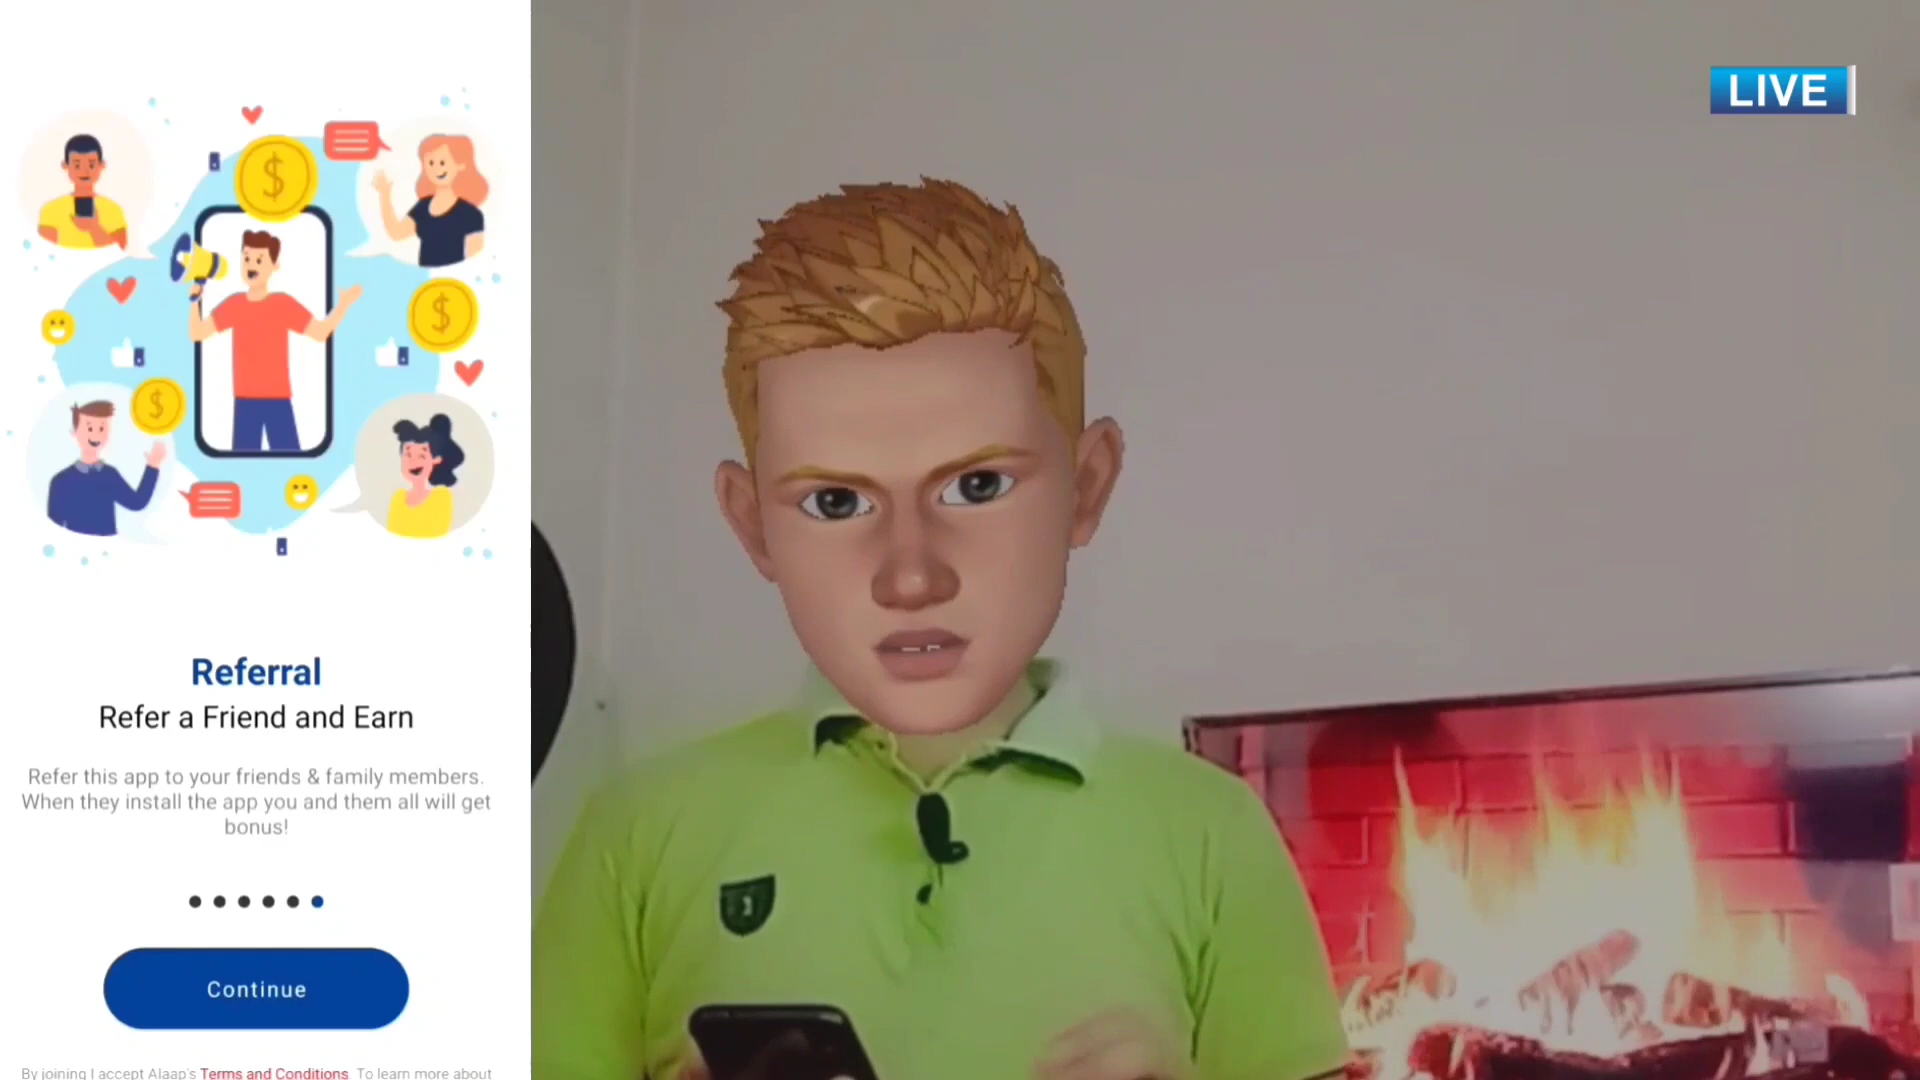 LIVE
Referral
Refer a Friend and Earn
Refer this app to your friends & family members.
When they install the app you and them all will get
bonus!
Continue
By joining I accept Alaap's Terms and Conditions. To learn more about